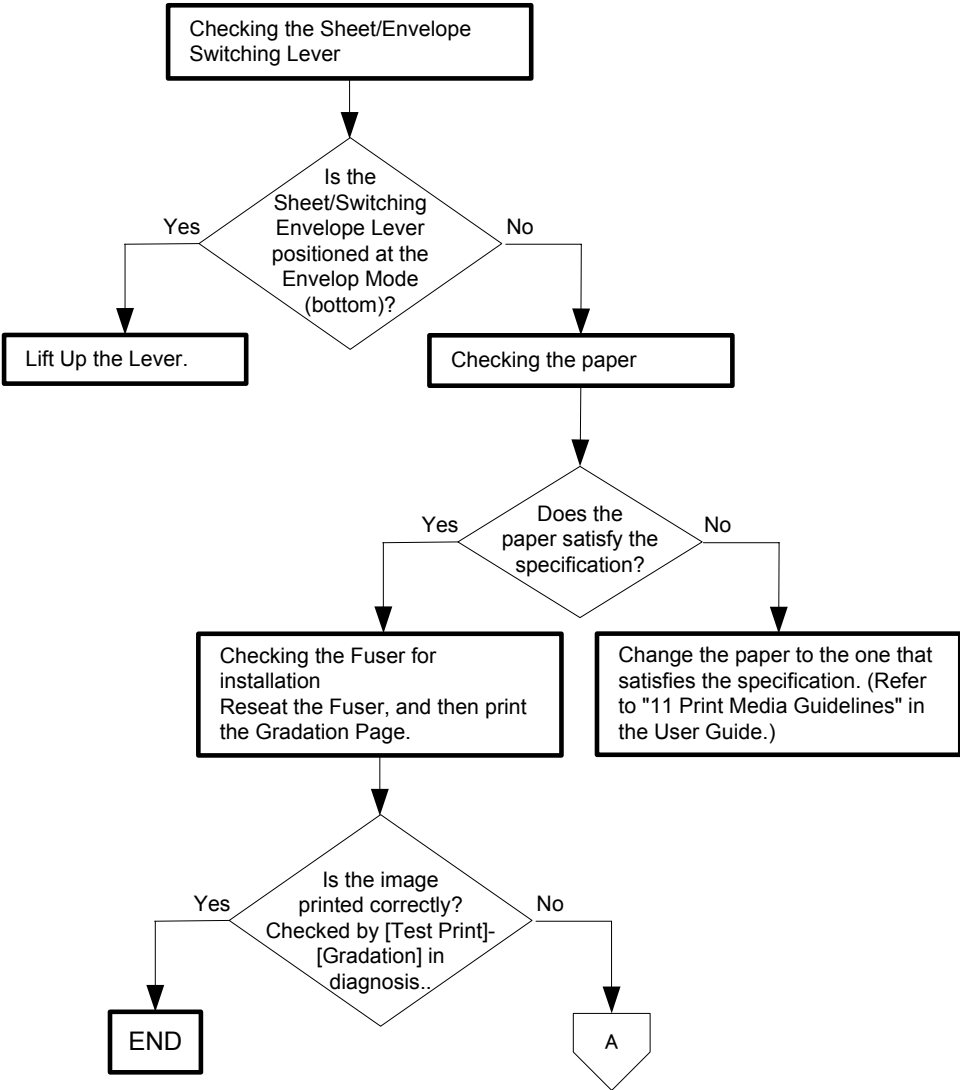 Checking the Sheet/Envelope
Switching Lever
Is the
Sheet/Switching
Envelope Lever
positioned at the
Envelop Mode
(bottom)?
Yes
No
Lift Up the Lever.
Checking the paper
Does the
paper satisfy the
specification?
Yes
No
Checking the Fuser for
installation
Reseat the Fuser, and then print
the Gradation Page.
Change the paper to the one that
satisfies the specification. (Refer
to "11 Print Media Guidelines" in
the User Guide.)
Is the image
printed correctly?
Checked by [Test Print]-
[Gradation] in
diagnosis..
Yes
No
END
A